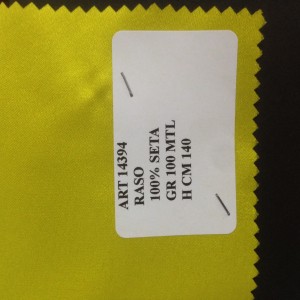 ART 14394
RASO
100% SETA
GR 100 MTL
H CM 140